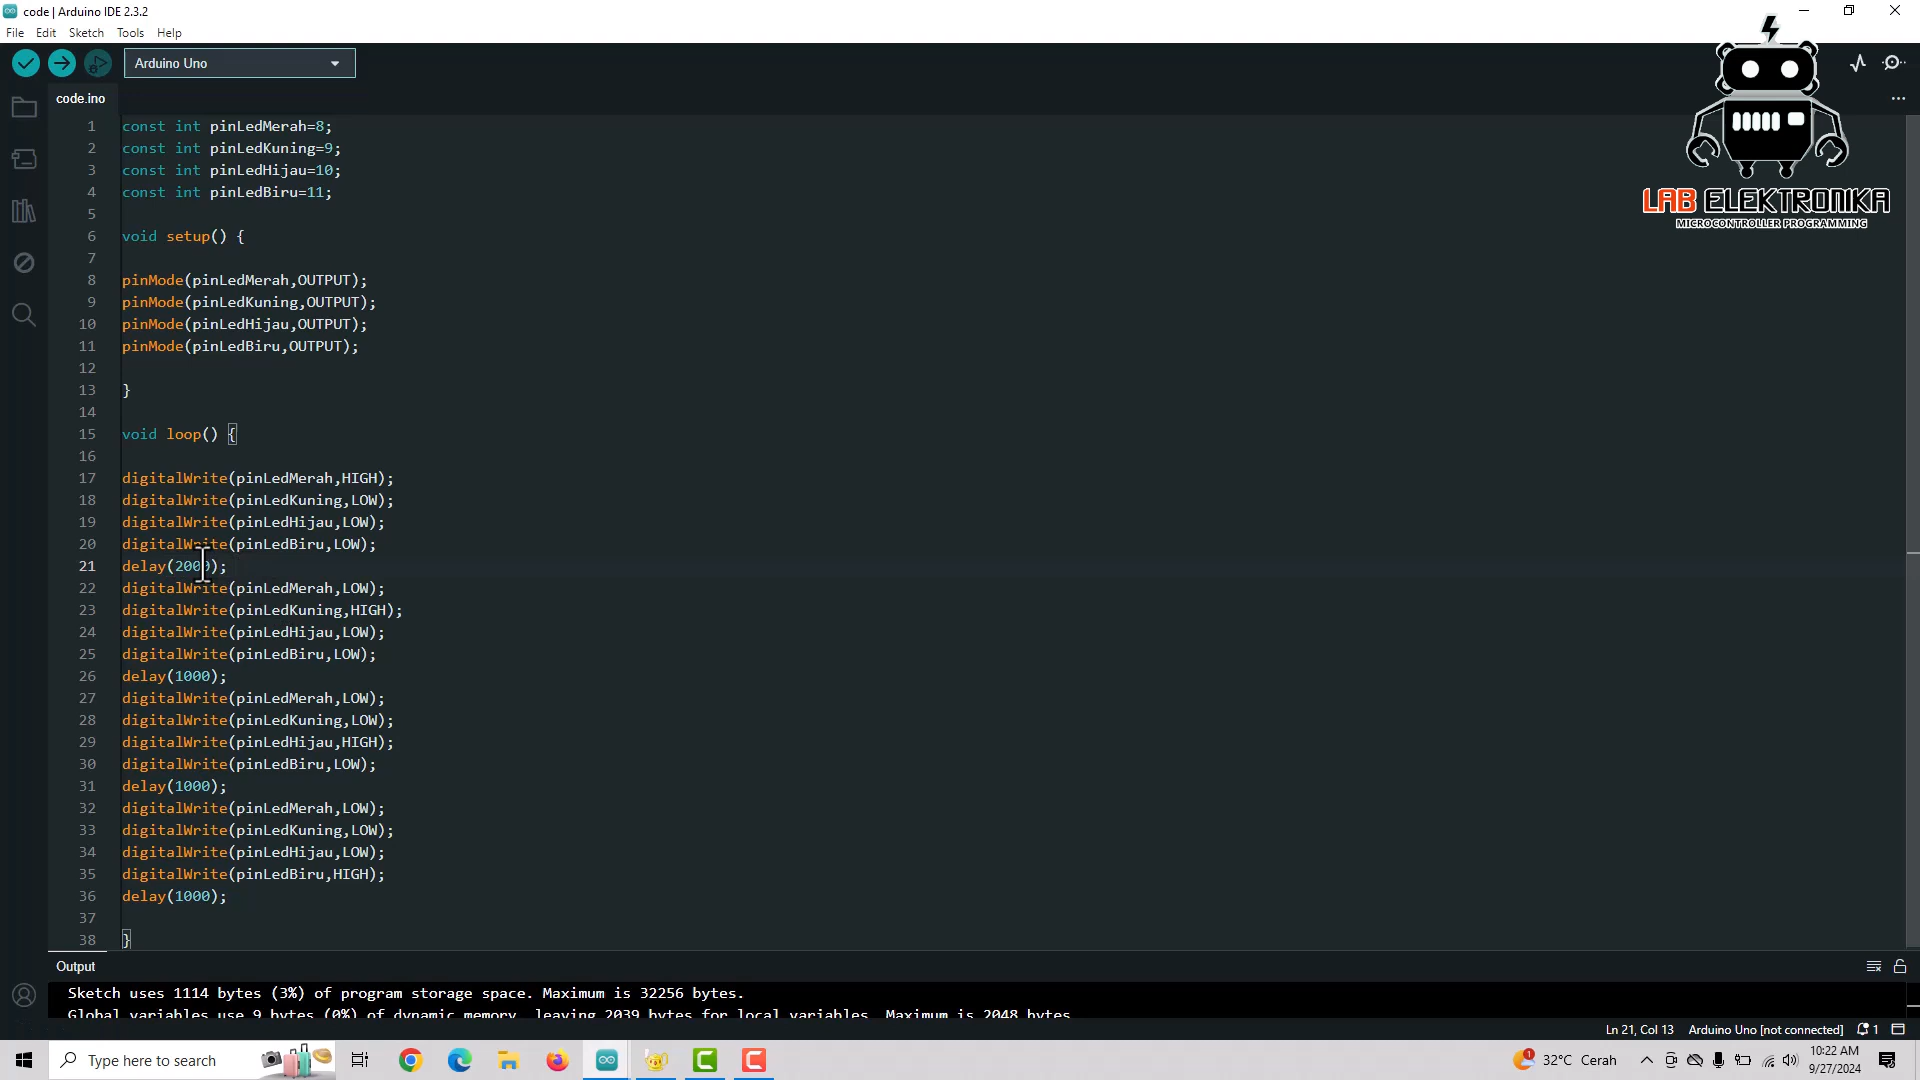 code | Arduino IDE 2.3.2
File Edit Sketch Tools Help
Arduino Uno
code.ino
LAB ELEKTRONIKA
MICROCONTROLLER PROGRAMMING
1 const int pinLedMerah=8;
2 const int pinLedKuning=9;
3 const int pinLedHijau=10;
4 const int pinLedBiru=11;
5
6 void setup() {
7
8 pinMode(pinLedMerah,OUTPUT);
9 pinMode(pinLedKuning,OUTPUT);
10 pinMode(pinLedHijau,OUTPUT);
11 pinMode(pinLedBiru,OUTPUT);
12
13 }
14
15 void loop() {
16
17 digitalWrite(pinLedMerah,HIGH);
18 digitalWrite(pinLedKuning,LOW);
19 digitalWrite(pinLedHijau,LOW);
20 digitalWrite(pinLedBiru,LOW);
21 delay(2000);
22 digitalWrite(pinLedMerah,LOW);
23 digitalWrite(pinLedKuning,HIGH);
24 digitalWrite(pinLedHijau,LOW);
25 digitalWrite(pinLedBiru,LOW);
26 delay(1000);
27 digitalWrite(pinLedMerah,LOW);
28 digitalWrite(pinLedKuning,LOW);
29 digitalWrite(pinLedHijau,HIGH);
30 digitalWrite(pinLedBiru,LOW);
31 delay(1000);
32 digitalWrite(pinLedMerah,LOW);
33 digitalWrite(pinLedKuning,LOW);
34 digitalWrite(pinLedHijau,LOW);
35 digitalWrite(pinLedBiru,HIGH);
36 delay(1000);
37
38 }
Output
Sketch uses 1114 bytes (3%) of program storage space. Maximum is 32256 bytes.
Global variables use 9 bytes (0%) of dynamic memory, leaving 2039 bytes for local variables. Maximum is 2048 bytes
Ln 21, Col 13 Arduino Uno [not connected] 1
Type here to search
1 32°C Cerah
10:22 AM
9/27/2024